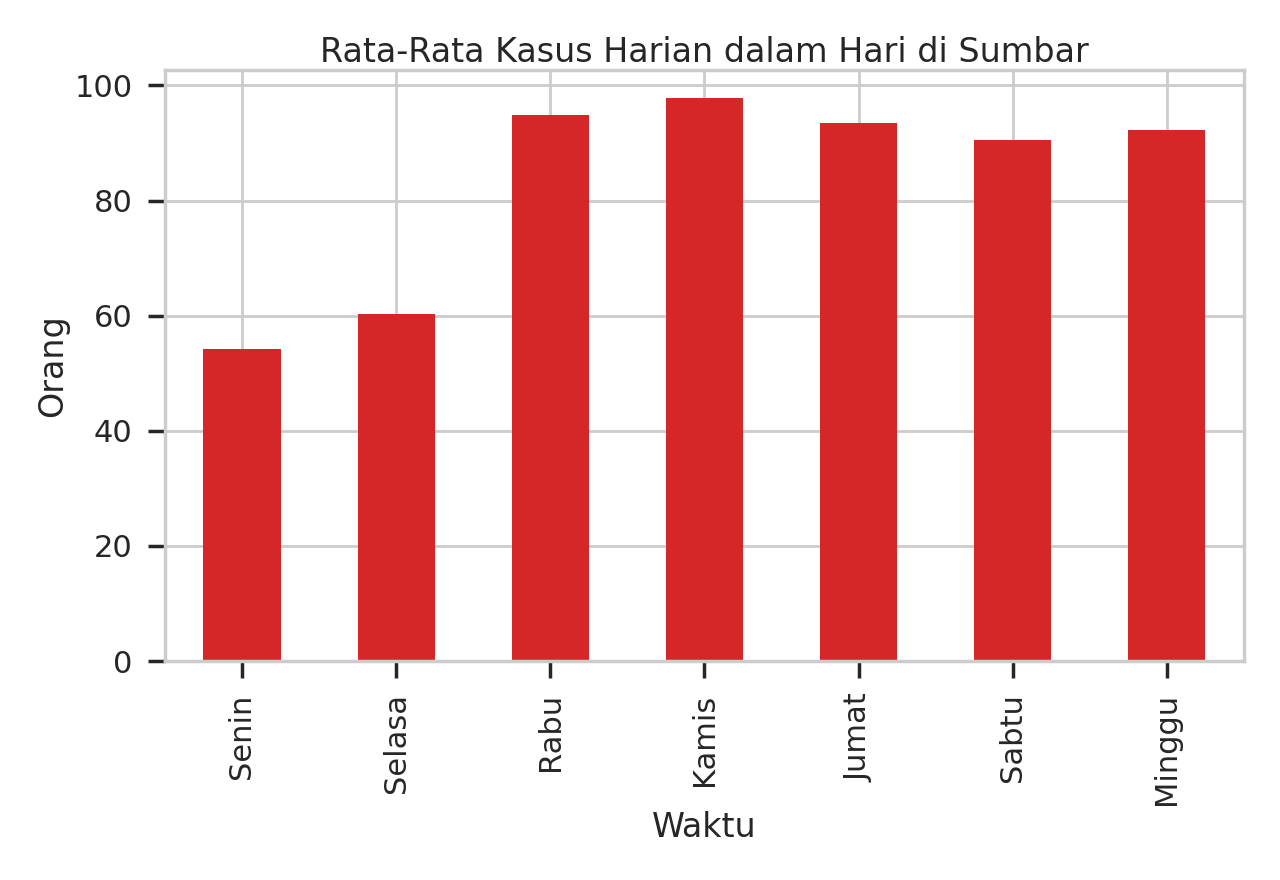 Rata-Rata Kasus Harian dalam Hari di Sumbar
100
80
60
40
20
0
Orang
Senin
Selasa
Rabu
Kamis
Jumat
Sabtu
Minggu
Waktu